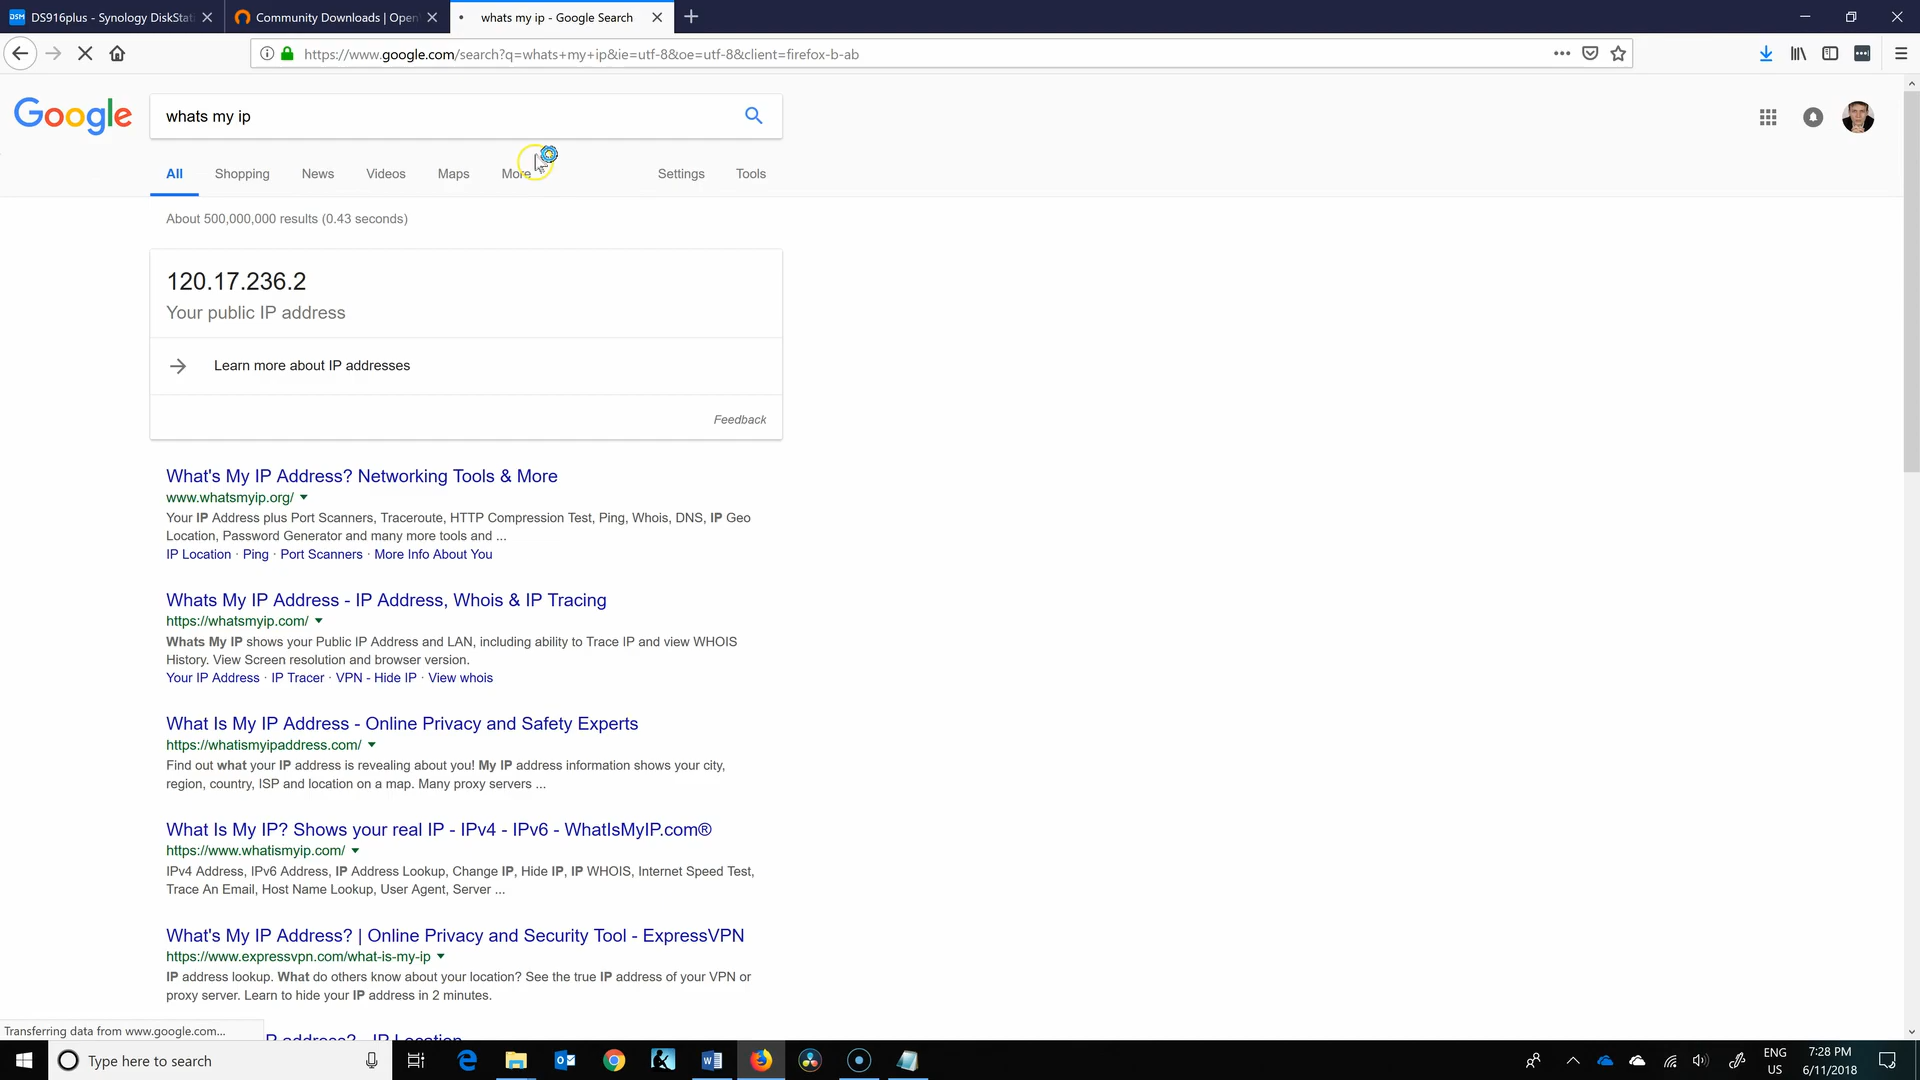 DSM DS916plus - Synology DiskStat
Community Downloads | Open
whats my ip - Google Search
https://www.google.com/search?q=whats+my+ip&ie=utf-8&oe=utf-8&client=firefox-b-ab
Google
whats my ip
All Shopping News Videos Maps More Settings Tools
About 500,000,000 results (0.43 seconds)
120.17.236.2
Your public IP address
Learn more about IP addresses
Feedback
What's My IP Address? Networking Tools & More
www.whatsmyip.org/
Your IP Address plus Port Scanners, Traceroute, HTTP Compression Test, Ping, Whois, DNS, IP Geo
Location, Password Generator and many more tools and ...
IP Location · Ping · Port Scanners · More Info About You
Whats My IP Address - IP Address, Whois & IP Tracing
https://whatsmyip.com/
Whats My IP shows your Public IP Address and LAN, including ability to Trace IP and view WHOIS
History. View Screen resolution and browser version.
Your IP Address · IP Tracer · VPN - Hide IP · View whois
What Is My IP Address - Online Privacy and Safety Experts
https://whatismyipaddress.com/
Find out what your IP address is revealing about you! My IP address information shows your city,
region, country, ISP and location on a map. Many proxy servers ...
What Is My IP? Shows your real IP - IPv4 - IPv6 - WhatIsMyIP.com®
https://www.whatismyip.com/
IPv4 Address, IPv6 Address, IP Address Lookup, Change IP, Hide IP, IP WHOIS, Internet Speed Test,
Trace An Email, Host Name Lookup, User Agent, Server ...
What's My IP Address? | Online Privacy and Security Tool - ExpressVPN
https://www.expressvpn.com/what-is-my-ip
IP address lookup. What do others know about your location? See the true IP address of your VPN or
proxy server. Learn to hide your IP address in 2 minutes.
P address? - IP Location
Transferring data from www.google.com...
Type here to search
ENG
US
7:28 PM
6/11/2018